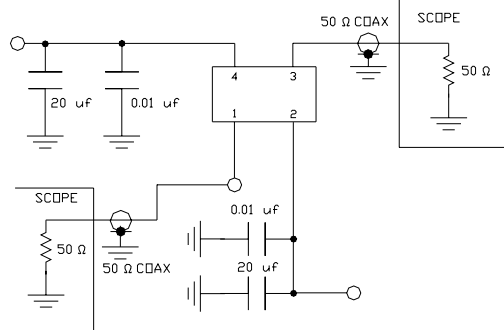 50 Ω COAX
SCOPE
4
3
50 Ω
20 uf
0.01 uf
1
2
SCOPE
0.01 uf
50 Ω
50 Ω COAX
20 uf